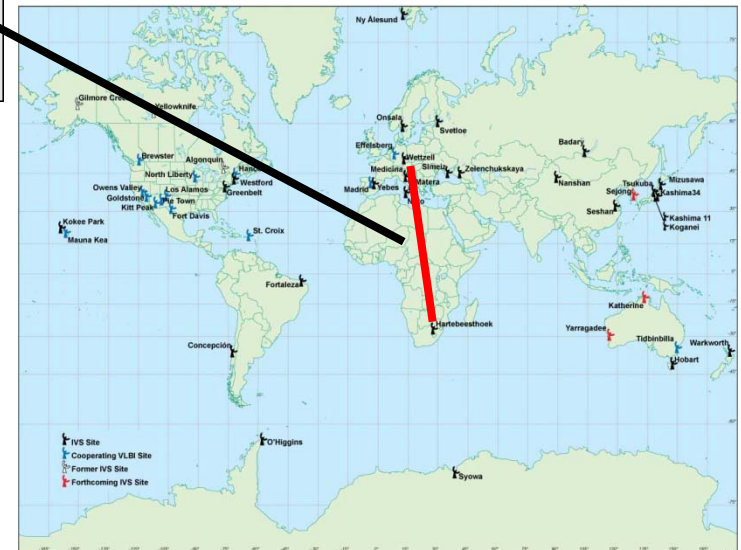 Ny Ålesund
Gilmore Cree
Yellowknife
Onsala
Svetloe
Effelsberg
Badary
Brewster
Algonquin
Wettzell
Simeiz
Zelenchukskaya
Medicina
Matera
North Liberty
Westford
Greenbelt
Owens Valley
Los Alamos
Goldstone
Pie Town
Kitt Peak
Fort Davis
Madrid
Yebes
Noto
Nanshan
Tsukuba
Mizusawa
Sejong
Kashima34
Seshan
Kashima 11
Koganei
Kokee Park
Mauna Kea
St. Croix
Fortaleza
Katherine
Hartebeesthoek
Yarragadee
Tidbinbilla
Warkworth
Concepción
Hobart
IVS Site
Cooperating VLBI Site
Former IVS Site
Forthcoming IVS Site
O'Higgins
Syowa